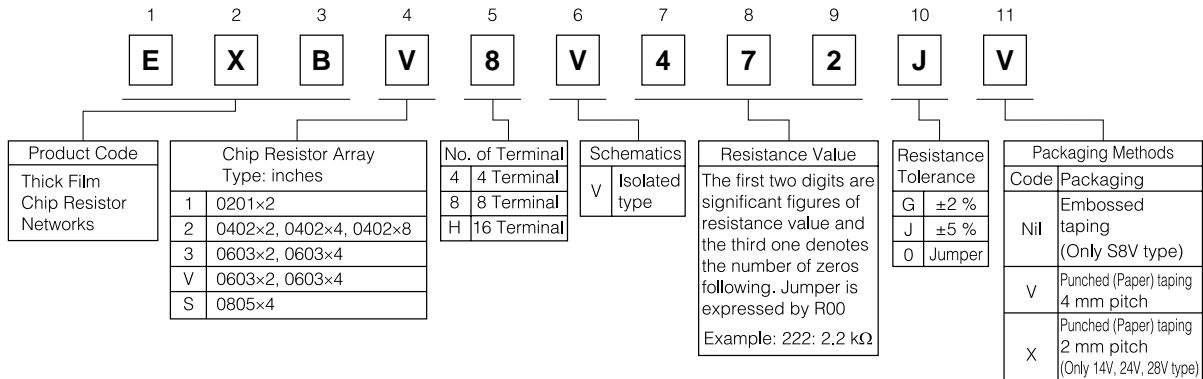 1 2 3 4 5 6 7 8 9 10 11
E X B V 8 V 4 7 2 J V
Product Code
Thick Film
Chip Resistor
Networks
Chip Resistor Array
Type: inches
1 0201×2
2 0402×2, 0402×4, 0402×8
3 0603×2, 0603×4
V 0603×2, 0603×4
S 0805×4
No. of Terminal
4 4 Terminal
8 8 Terminal
H 16 Terminal
Schematics
V Isolated
type
Resistance Value
The first two digits are
significant figures of
resistance value and
the third one denotes
the number of zeros
following. Jumper is
expressed by R00
Example: 222: 2.2 kΩ
Resistance
Tolerance
G ±2 %
J ±5 %
0 Jumper
Packaging Methods
Code Packaging
Nil Embossed
taping
(Only S8V type)
V Punched (Paper) taping
4 mm pitch
X Punched (Paper) taping
2 mm pitch
(Only 14V, 24V, 28V type)